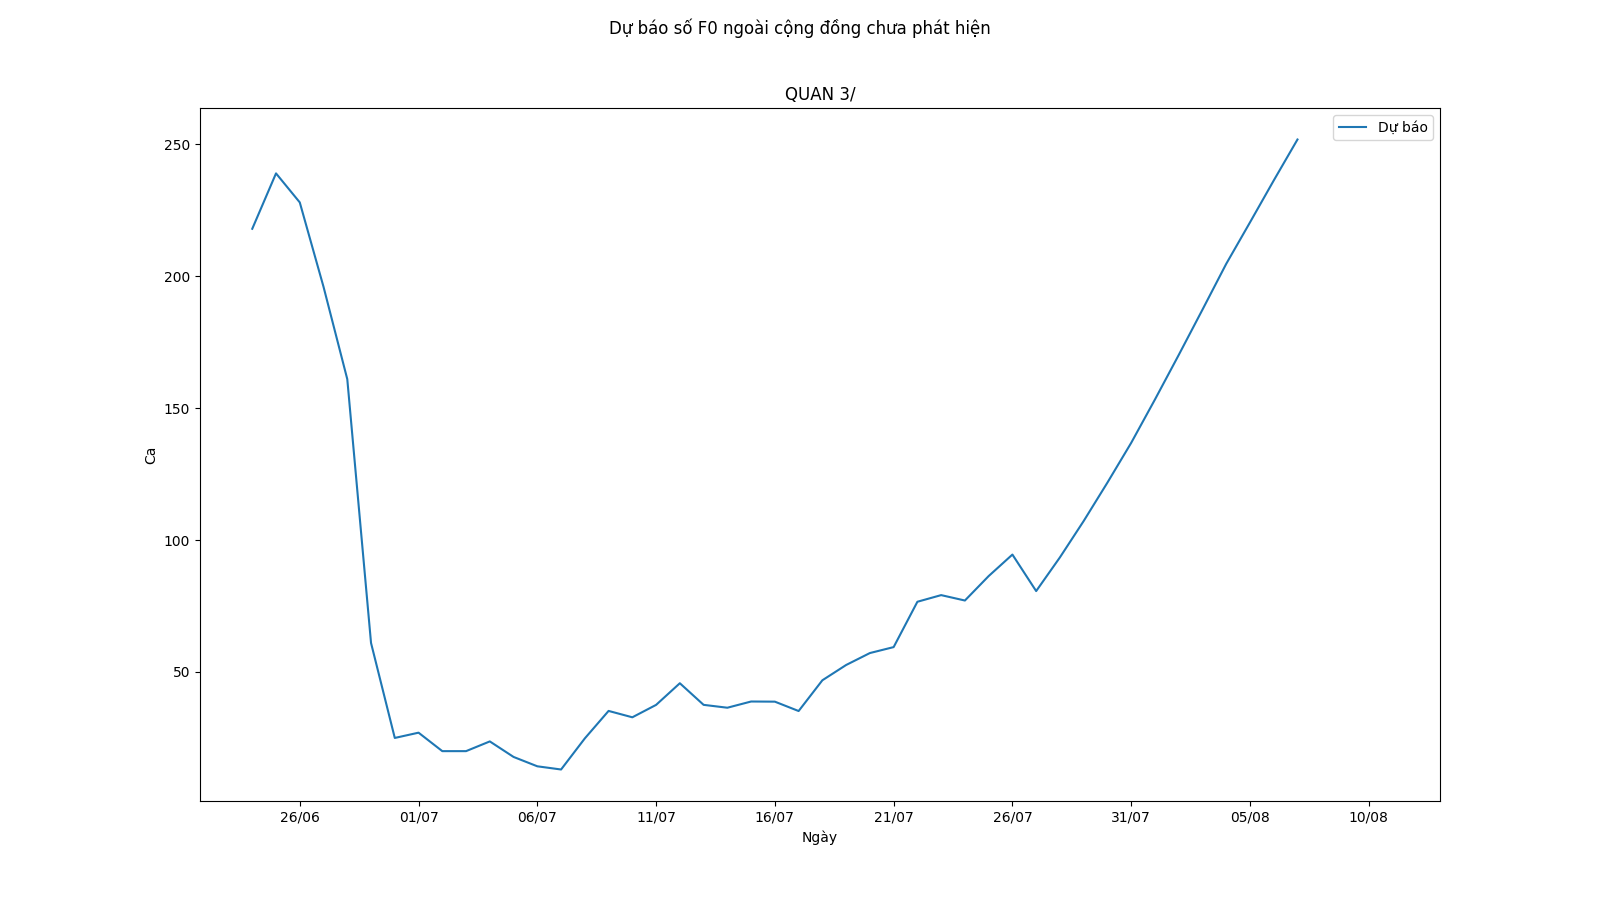 Dự báo số F0 ngoài cộng đồng chưa phát hiện
QUAN 3/
Dự báo
250
200
150
100
50
Ca
26/06 01/07 06/07 11/07 16/07 21/07 26/07 31/07 05/08 10/08
Ngày